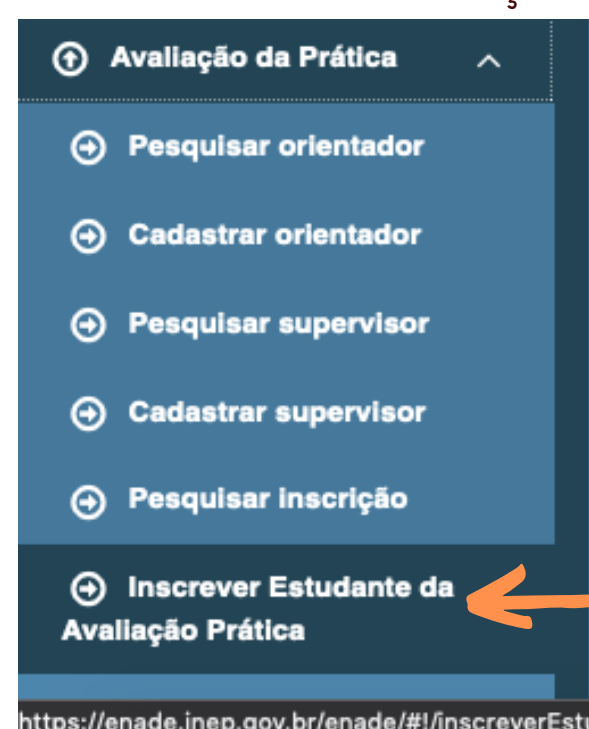 Avaliação da Prática
Pesquisar orientador
Cadastrar orientador
Pesquisar supervisor
Cadastrar supervisor
Pesquisar inscrição
Inscrever Estudante da
Avaliação Prática
https://enade.inep.gov.br/enade/#!/inscreverEstu